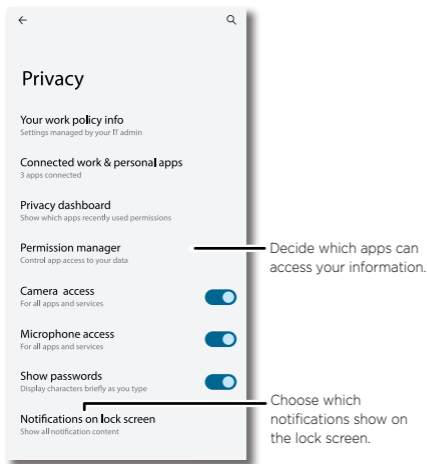 Privacy
Your work policy info
Settings managed by your IT admin
Connected work & personal apps
3 apps connected
Privacy dashboard
Show which apps recently used permissions
Permission manager
Control app access to your data
Decide which apps can
access your information.
Camera access
For all apps and services
Microphone access
For all apps and services
Show passwords
Display characters briefly as you type
Notifications on lock screen
Show all notification content
Choose which
notifications show on
the lock screen.